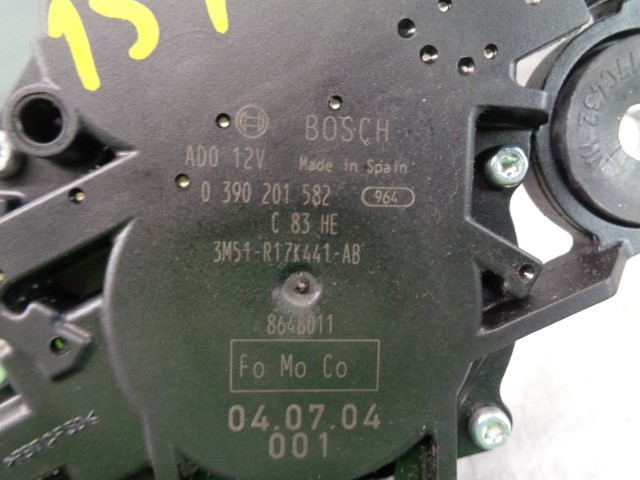 15
BOSCH
ADO 12V Made in Spain
0 390 201 582 964
C 83 HE
3M51-R17K441-AB
8648011
Fo Mo Co
04.07.04
001